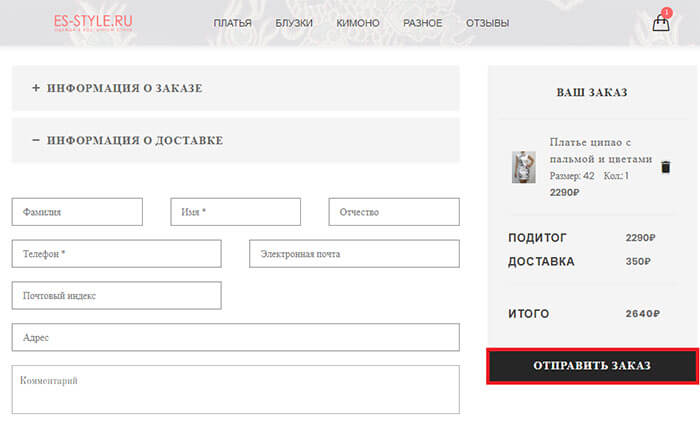 ES-STYLE.RU
ПЛАТЬЯ БЛУЗКИ КИМОНО РАЗНОЕ ОТЗЫВЫ
1
+ ИНФОРМАЦИЯ О ЗАКАЗЕ
− ИНФОРМАЦИЯ О ДОСТАВКЕ
Фамилия Имя * Отчество
Телефон * Электронная почта
Почтовый индекс
Адрес
Комментарий
ВАШ ЗАКАЗ
Платье ципао с
пальмой и цветами
Размер: 42 Кол.: 1
2290₽
ПОДИТОГ 2290₽
ДОСТАВКА 350₽
ИТОГО 2640₽
ОТПРАВИТЬ ЗАКАЗ